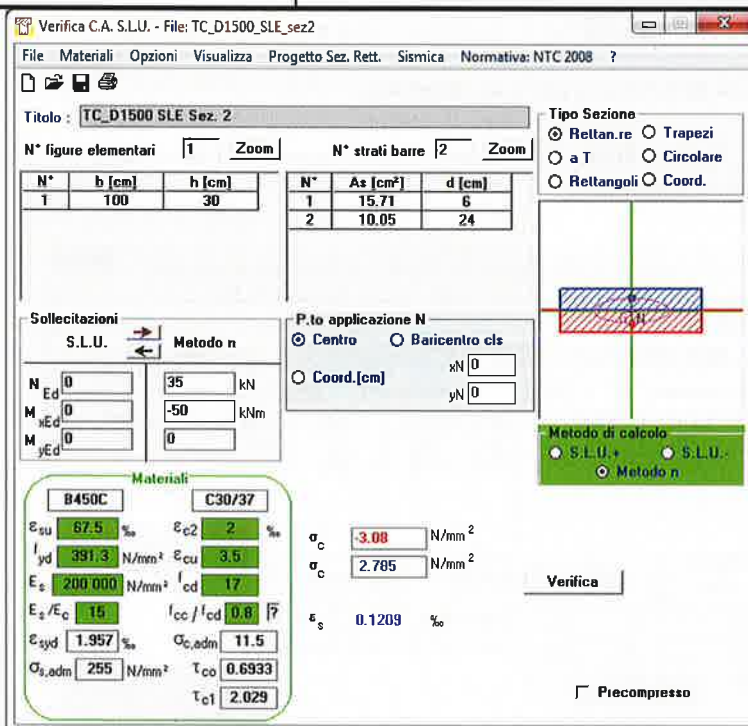 Verifica C.A. S.L.U. - File: TC_D1500_SLE_sez2
File Materiali Opzioni Visualizza Progetto Sez. Rett. Sismica Normativa: NTC 2008 ?
Titolo : TC_D1500 SLE Sez. 2
N° figure elementari 1 Zoom
N° b [cm] h [cm]
1 100 30
N° strati barre 2 Zoom
N° As [cm²] d [cm]
1 15.71 6
2 10.05 24
Tipo Sezione
Rettan.re Trapezi
a T Circolare
Rettangoli Coord.
N
Sollecitazioni
S.L.U. Metodo n
N Ed 0 35 kN
M xEd 0 -50 kNm
M yEd 0 0
P.to applicazione N
Centro Baricentro cls
Coord.[cm] xN 0
yN 0
Metodo di calcolo
S.L.U.+ S.L.U.-
Metodo n
Materiali
B450C C30/37
εsu 67.5 ‰ εc2 2 ‰
fyd 391.3 N/mm² εcu 3.5
Es 200 000 N/mm² fcd 17
Es/Ec 15 fcc / fcd 0.8 ?
εsyd 1.957 ‰ σc,adm 11.5
σs,adm 255 N/mm² τco 0.6933
τc1 2.029
σc -3.08 N/mm²
σc 2.785 N/mm²
εs 0.1209 ‰
Verifica
Precompresso